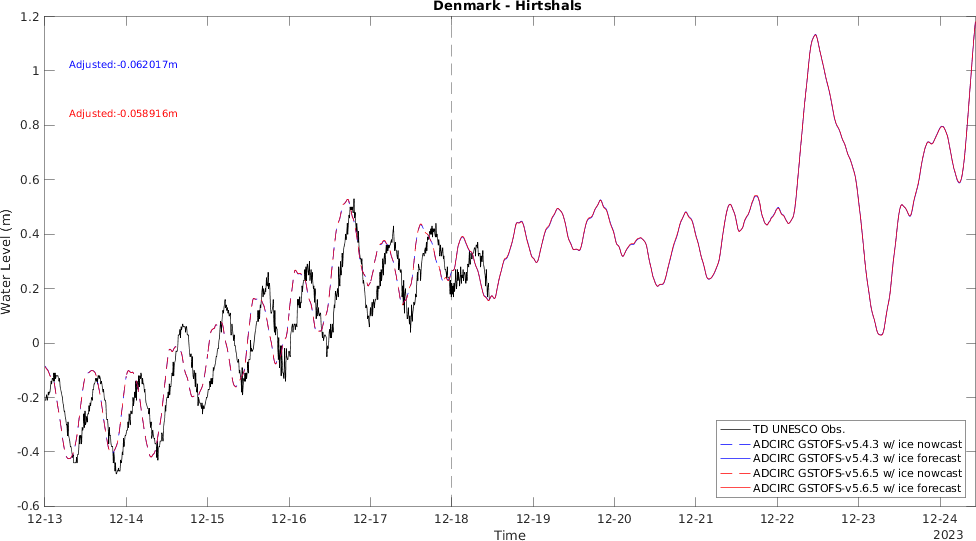 Denmark - Hirtshals
Adjusted:-0.062017m
Adjusted:-0.058916m
Water Level (m)
1.2
1
0.8
0.6
0.4
0.2
0
-0.2
-0.4
-0.6
TD UNESCO Obs.
ADCIRC GSTOFS-v5.4.3 w/ ice nowcast
ADCIRC GSTOFS-v5.4.3 w/ ice forecast
ADCIRC GSTOFS-v5.6.5 w/ ice nowcast
ADCIRC GSTOFS-v5.6.5 w/ ice forecast
12-13 12-14 12-15 12-16 12-17 12-18 12-19 12-20 12-21 12-22 12-23 12-24
Time
2023